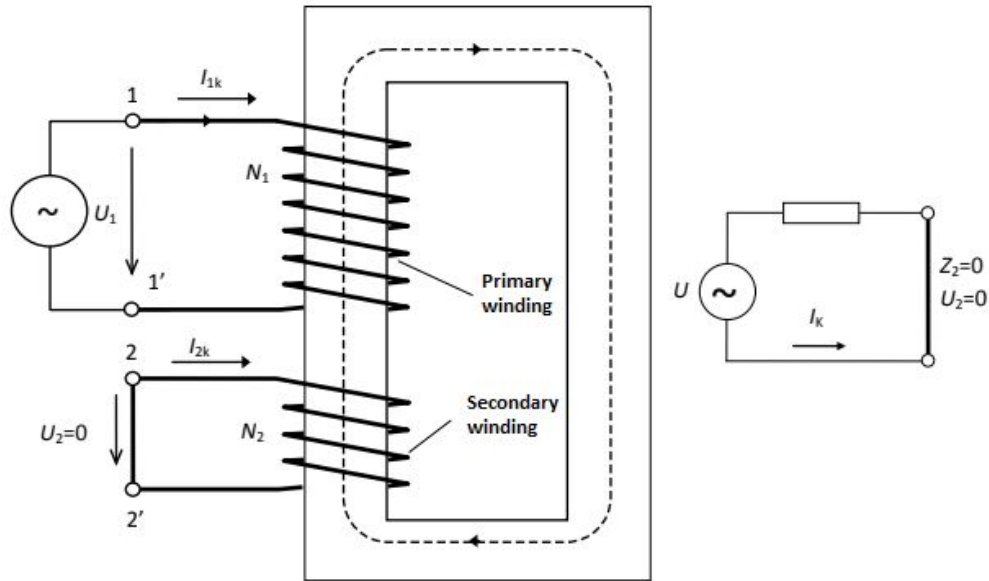 1
I1k
N1
~
U1
1’
Primary
winding
2
I2k
Secondary
winding
U2=0
N2
2’
U
~
Z2=0
U2=0
IK